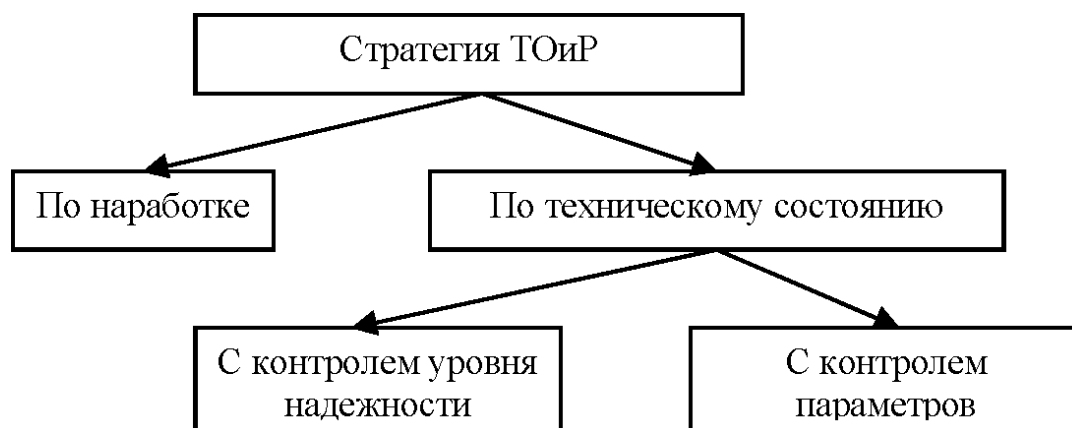 Стратегия ТОиР
По наработке
По техническому состоянию
С контролем уровня
надежности
С контролем
параметров